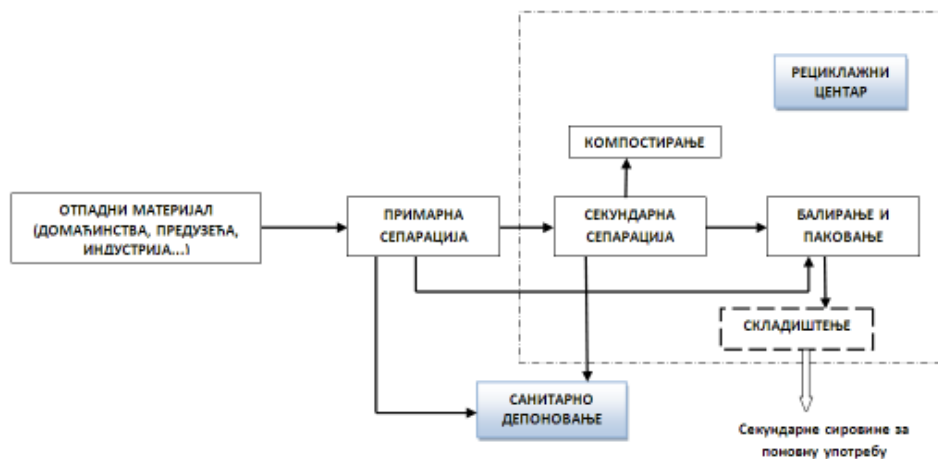 РЕЦИКЛАЖНИ
ЦЕНТАР
КОМПОСТИРАЊЕ
ОТПАДНИ МАТЕРИЈАЛ
(ДОМАЋИНСТВА, ПРЕДУЗЕЋА,
ИНДУСТРИЈА...)
ПРИМАРНА
СЕПАРАЦИЈА
СЕКУНДАРНА
СЕПАРАЦИЈА
БАЛИРАЊЕ И
ПАКОВАЊЕ
СКЛАДИШТЕЊЕ
САНИТАРНО
ДЕПОНОВАЊЕ
Секундарне сировине за
поновну употребу